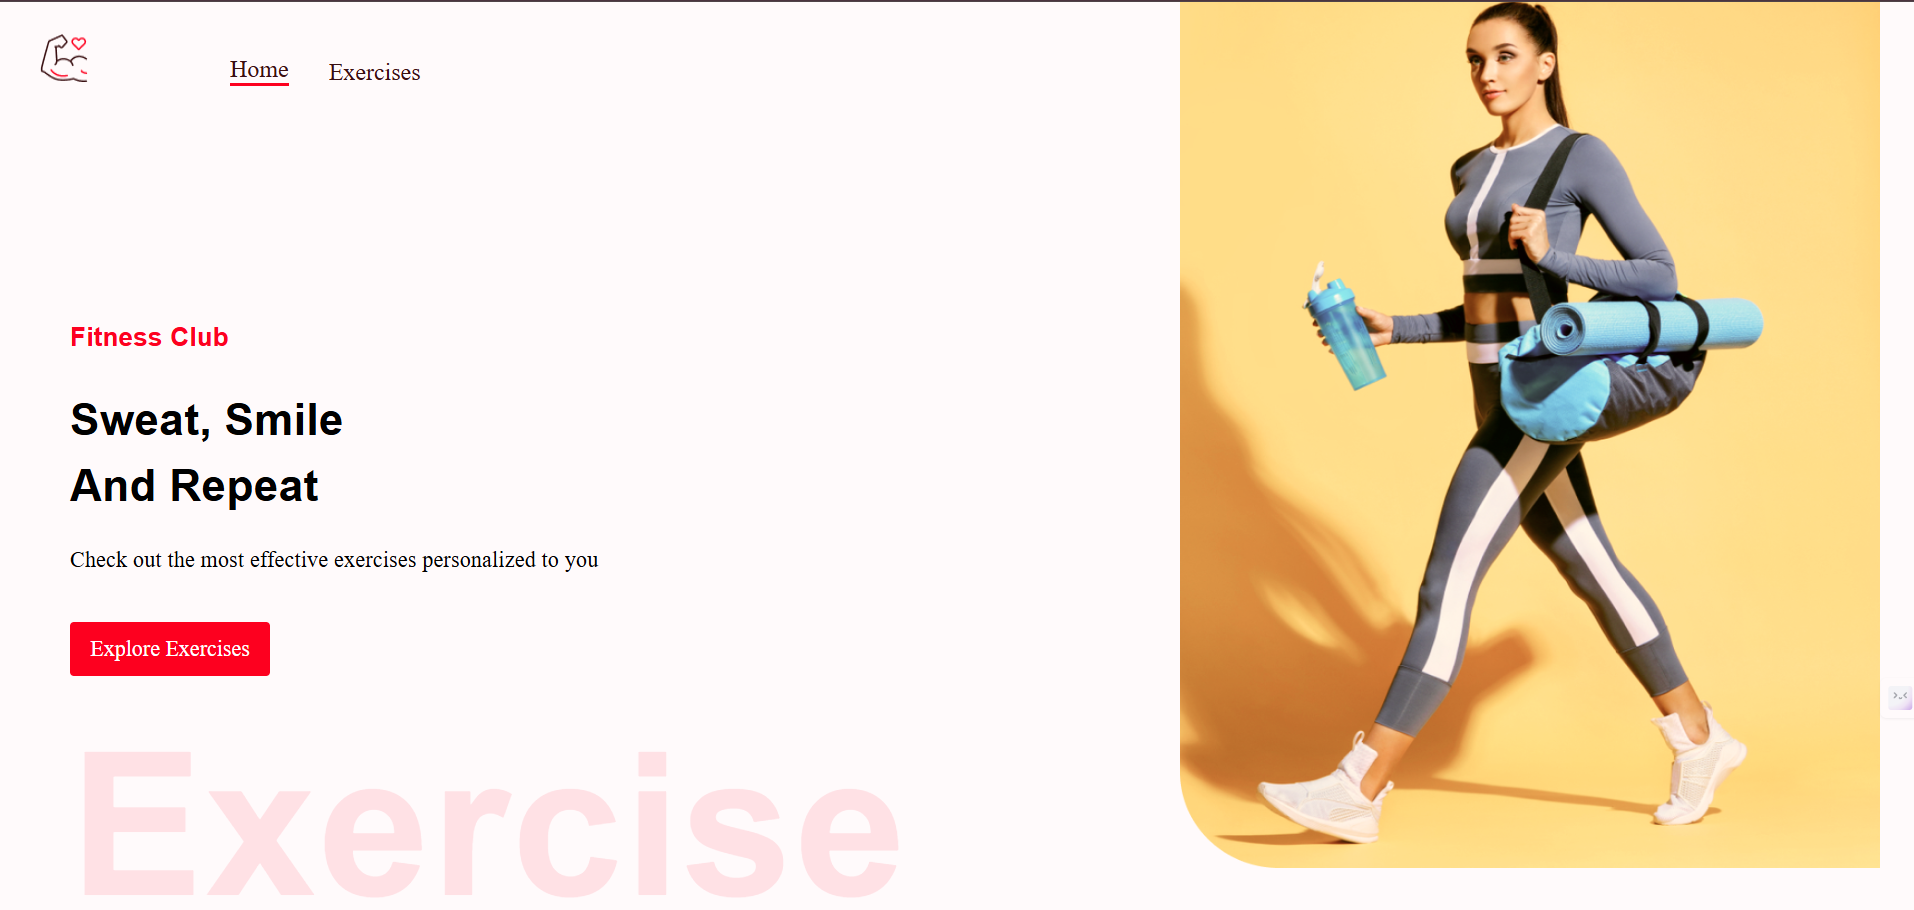 Home
Exercises
Fitness Club
Sweat, Smile
And Repeat
Check out the most effective exercises personalized to you
Explore Exercises
Exercise